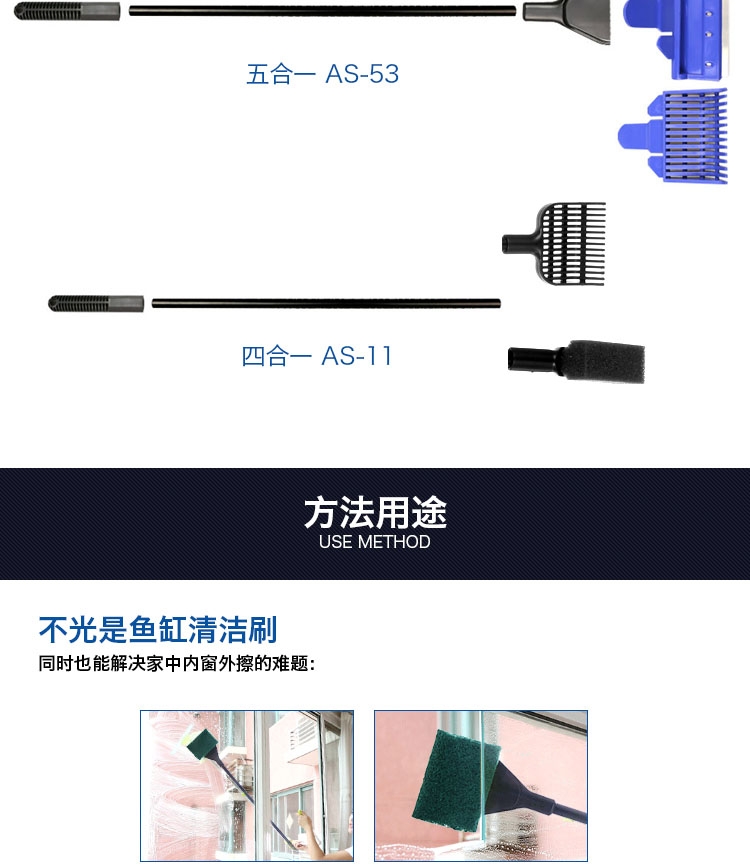 五合一 AS-53
四合一 AS-11
方法用途
USE METHOD
不光是鱼缸清洁刷
同时也能解决家中内窗外擦的难题：